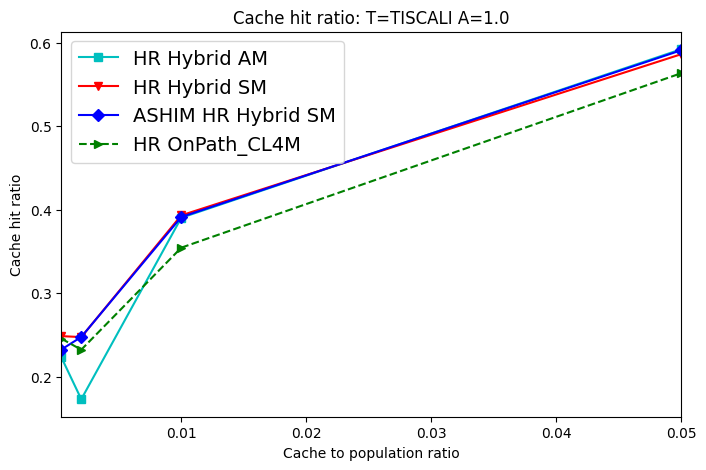 Cache hit ratio: T=TISCALI A=1.0
HR Hybrid AM
HR Hybrid SM
ASHIM HR Hybrid SM
HR OnPath_CL4M
Cache hit ratio
0.6
0.5
0.4
0.3
0.2
0.01 0.02 0.03 0.04 0.05
Cache to population ratio